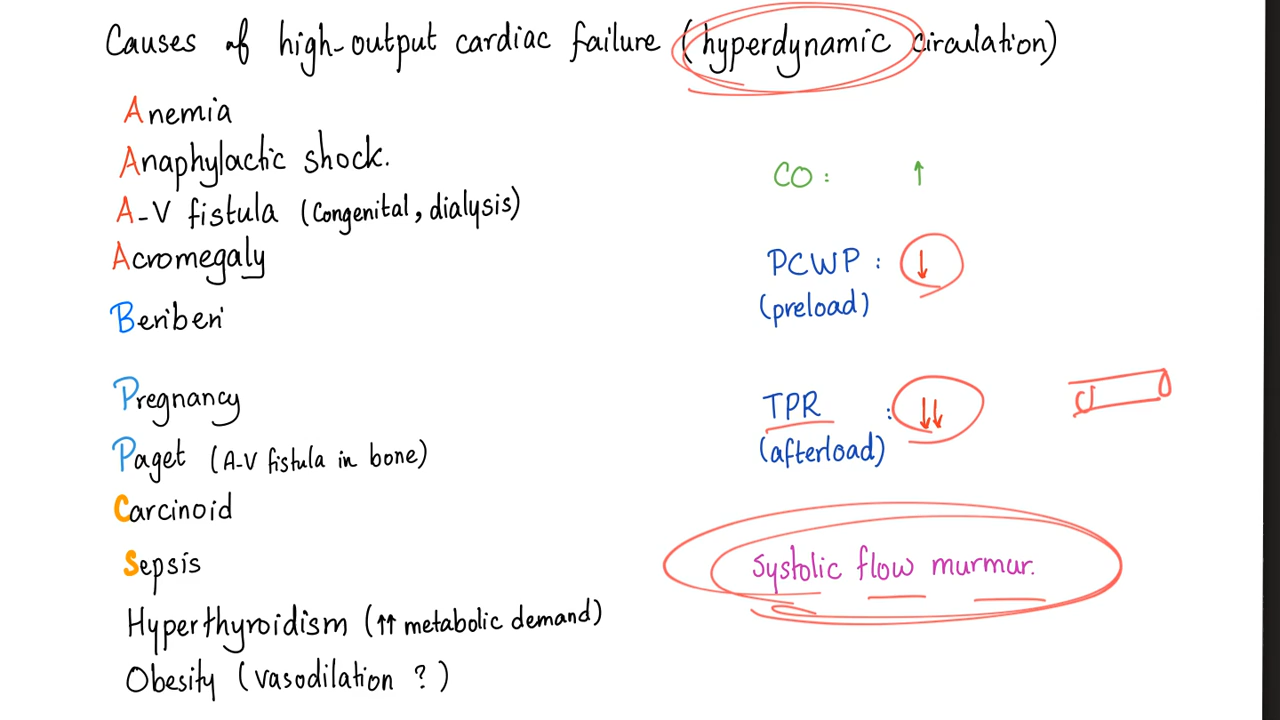 Causes of high-output cardiac failure (hyperdynamic circulation)
Anemia
Anaphylactic shock.
A-V fistula (Congenital, dialysis)
Acromegaly
Beriberi
Pregnancy
Paget (A-V fistula in bone)
Carcinoid
Sepsis
Hyperthyroidism (↑↑ metabolic demand)
Obesity (vasodilation ?)
CO: ↑
PCWP: ↓
(preload)
TPR : ↓↓
(afterload)
Systolic flow murmur.